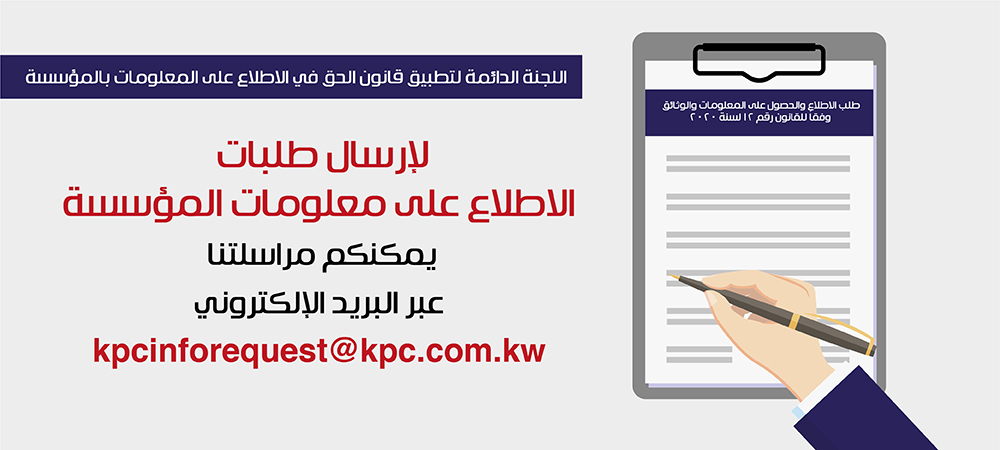 اللجنة الدائمة لتطبيق قانون الحق في الاطلاع على المعلومات بالمؤسسة
لإرسال طلبات
الاطلاع على معلومات المؤسسة
يمكنكم مراسلتنا
عبر البريد الإلكتروني
kpcinforequest@kpc.com.kw
طلب الاطلاع والحصول على المعلومات والوثائق
وفقا للقانون رقم ١٢ لسنة ٢٠٢٠